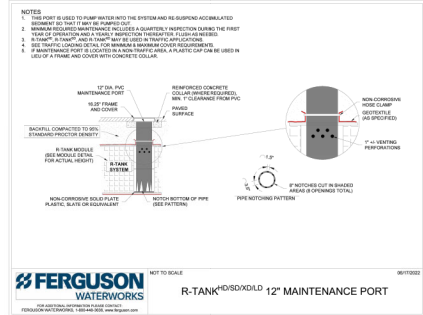 NOTES
1. THIS PORT IS USED TO PUMP WATER INTO THE SYSTEM AND RE-SUSPEND ACCUMULATED
SEDIMENT SO THAT IT MAY BE PUMPED OUT.
2. MINIMUM REQUIRED MAINTENANCE INCLUDES A QUARTERLY INSPECTION DURING THE FIRST
YEAR OF OPERATION AND A YEARLY INSPECTION THEREAFTER. FLUSH AS NEEDED.
3. R-TANKHD, R-TANKSD, AND R-TANKXD MAY BE USED IN TRAFFIC APPLICATIONS.
4. SEE TRAFFIC LOADING DETAIL FOR MINIMUM & MAXIMUM COVER REQUIREMENTS.
5. IF MAINTENANCE PORT IS LOCATED IN A NON-TRAFFIC AREA, A PLASTIC CAP CAN BE USED IN
LIEU OF A FRAME AND COVER WITH CONCRETE COLLAR.
12" DIA. PVC
MAINTENANCE PORT
16.25" FRAME
AND COVER
REINFORCED CONCRETE
COLLAR (WHERE REQUIRED),
MIN. 1" CLEARANCE FROM PVC
PAVED
SURFACE
BACKFILL COMPACTED TO 95%
STANDARD PROCTOR DENSITY
R-TANK MODULE
(SEE MODULE DETAIL
FOR ACTUAL HEIGHT)
R-TANK
SYSTEM
NON-CORROSIVE SOLID PLATE
PLASTIC, SLATE OR EQUIVALENT
NOTCH BOTTOM OF PIPE
(SEE PATTERN)
NON-CORROSIVE
HOSE CLAMP
GEOTEXTILE
(AS SPECIFIED)
1" +/- VENTING
PERFORATIONS
8" NOTCHES CUT IN SHADED
AREAS (8 OPENINGS TOTAL)
PIPE NOTCHING PATTERN
NOT TO SCALE
06/17/2022
FERGUSON
WATERWORKS
FOR ADDITIONAL INFORMATION PLEASE CONTACT:
FERGUSON WATERWORKS, 1-800-448-3636, www.ferguson.com
R-TANKHD/SD/XD/LD 12" MAINTENANCE PORT